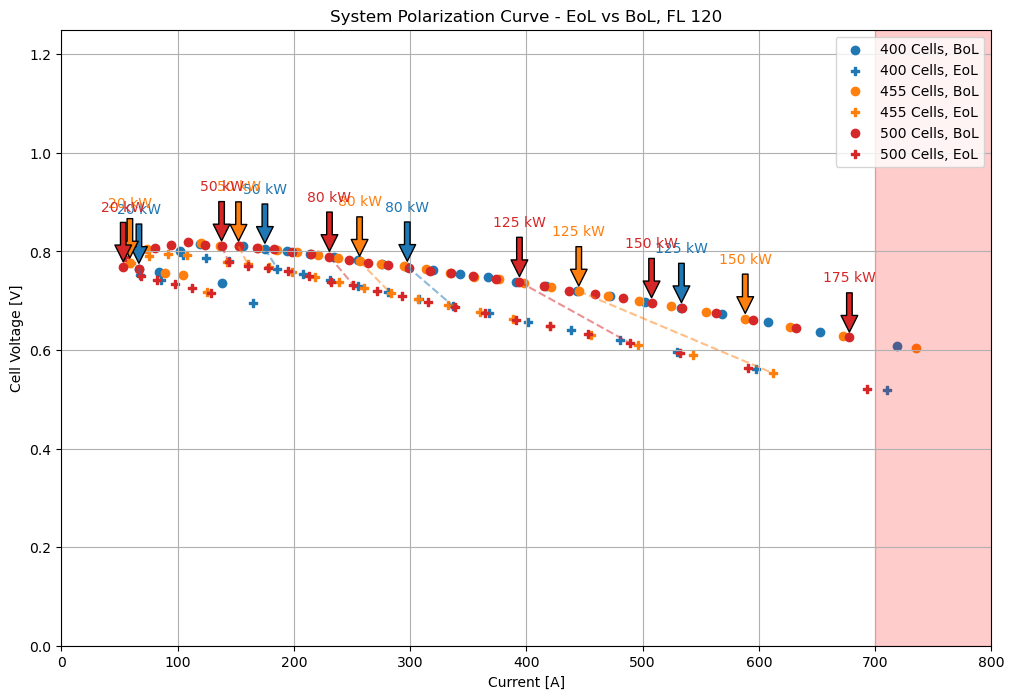 System Polarization Curve - EoL vs BoL, FL 120
400 Cells, BoL
400 Cells, EoL
455 Cells, BoL
455 Cells, EoL
500 Cells, BoL
500 Cells, EoL
20 kW
20 kW
20 kW
50 kW
50 kW
50 kW
80 kW
80 kW
80 kW
125 kW
125 kW
125 kW
150 kW
150 kW
175 kW
Cell Voltage [V]
1.2
1.0
0.8
0.6
0.4
0.2
0.0
0 100 200 300 400 500 600 700 800
Current [A]